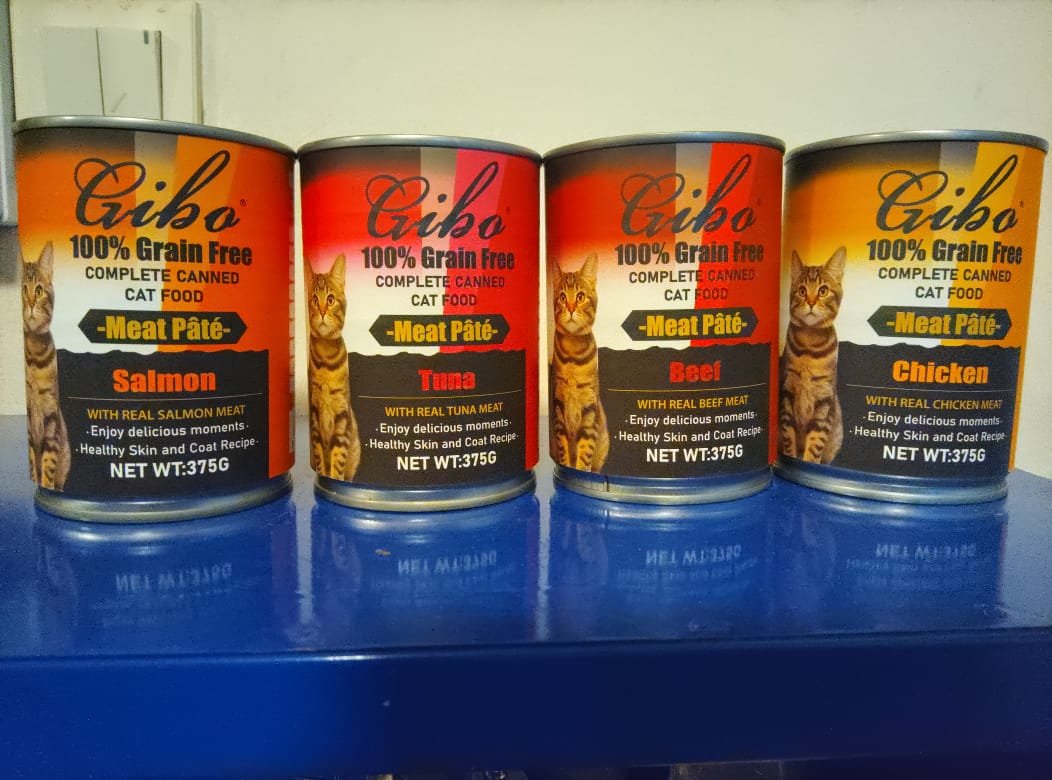 Gibo®
100% Grain Free
COMPLETE CANNED
CAT FOOD
-Meat Pâté-
Salmon
WITH REAL SALMON MEAT
·Enjoy delicious moments·
·Healthy Skin and Coat Recipe·
NET WT:375G
Gibo®
100% Grain Free
COMPLETE CANNED
CAT FOOD
-Meat Pâté-
Tuna
WITH REAL TUNA MEAT
·Enjoy delicious moments·
·Healthy Skin and Coat Recipe·
NET WT:375G
Gibo®
100% Grain Free
COMPLETE CANNED
CAT FOOD
-Meat Pâté-
Beef
WITH REAL BEEF MEAT
·Enjoy delicious moments·
·Healthy Skin and Coat Recipe·
NET WT:375G
Gibo®
100% Grain Free
COMPLETE CANNED
CAT FOOD
-Meat Pâté-
Chicken
WITH REAL CHICKEN MEAT
·Enjoy delicious moments·
·Healthy Skin and Coat Recipe·
NET WT:375G